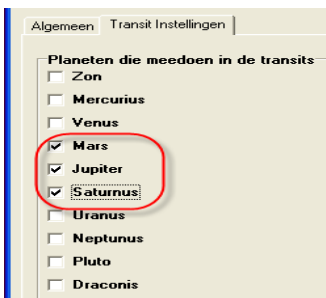 Algemeen Transit Instellingen
Planeten die meedoen in de transits
Zon
Mercurius
Venus
Mars
Jupiter
Saturnus
Uranus
Neptunus
Pluto
Draconis